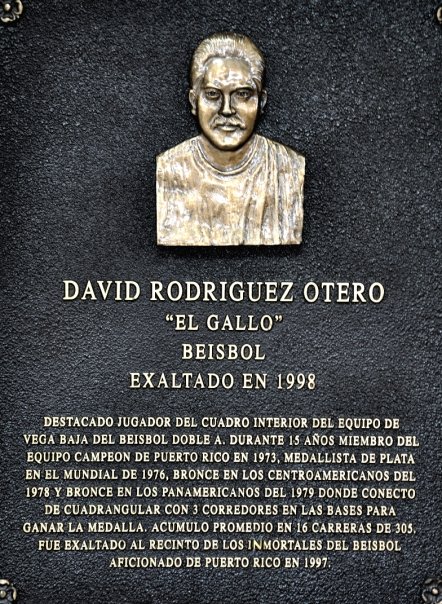 DAVID RODRIGUEZ OTERO
"EL GALLO"
BEISBOL
EXALTADO EN 1998
DESTACADO JUGADOR DEL CUADRO INTERIOR DEL EQUIPO DE
VEGA BAJA DEL BEISBOL DOBLE A. DURANTE 15 AÑOS MIEMBRO DEL
EQUIPO CAMPEON DE PUERTO RICO EN 1973, MEDALLISTA DE PLATA
EN EL MUNDIAL DE 1976, BRONCE EN LOS CENTROAMERICANOS DEL
1978 Y BRONCE EN LOS PANAMERICANOS DEL 1979 DONDE CONECTO
DE CUADRANGULAR CON 3 CORREDORES EN LAS BASES PARA
GANAR LA MEDALLA. ACUMULO PROMEDIO EN 16 CARRERAS DE 305.
FUE EXALTADO AL RECINTO DE LOS INMORTALES DEL BEISBOL
AFICIONADO DE PUERTO RICO EN 1997.